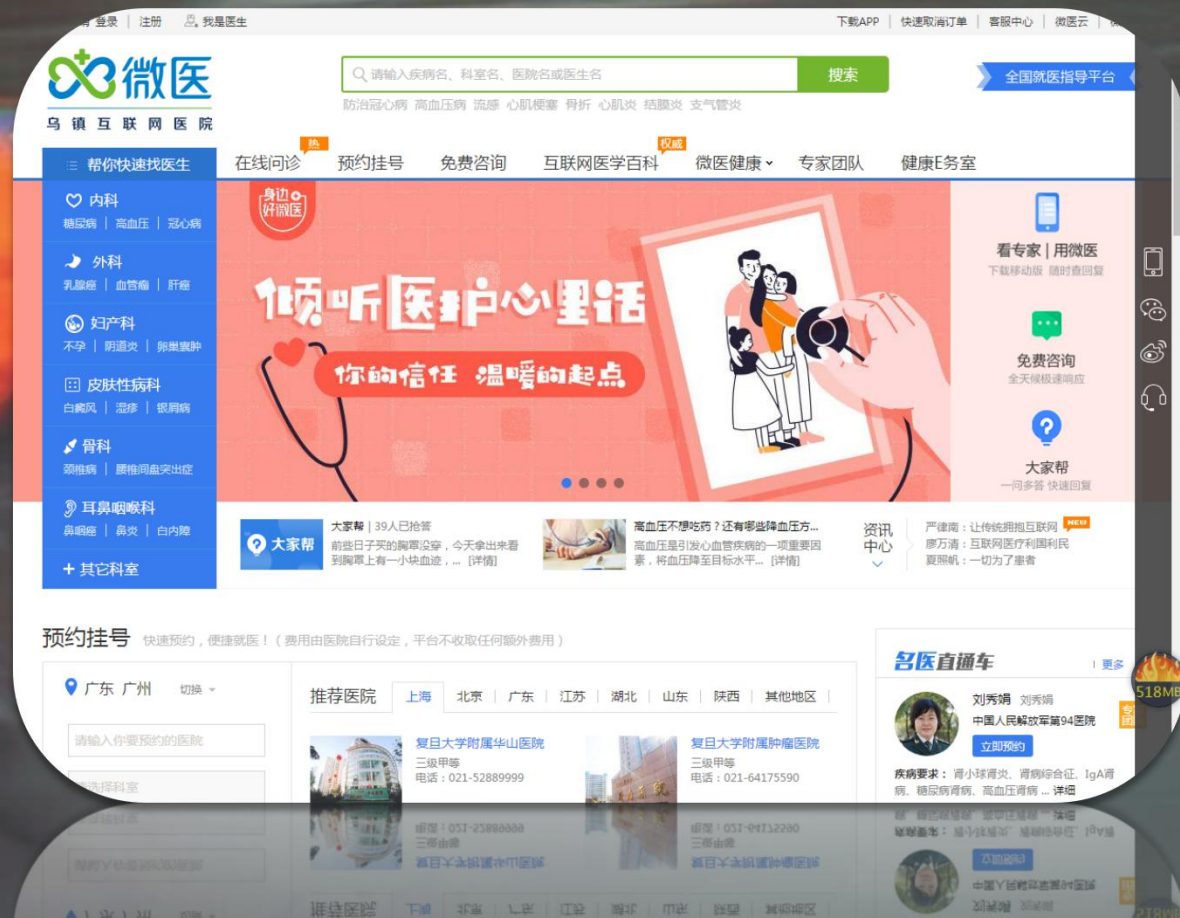 登录 | 注册 我是医生
下载APP | 快速取消订单 | 客服中心 | 微医云 |
微医
乌镇互联网医院
请输入疾病名、科室名、医院名或医生名
搜索
全国就医指导平台
防治冠心病 高血压病 流感 心肌梗塞 骨折 心肌炎 结膜炎 支气管炎
热
权威
帮你快速找医生
在线问诊 预约挂号 免费咨询 互联网医学百科 微医健康 专家团队 健康E务室
内科
糖尿病 | 高血压 | 冠心病
外科
乳腺癌 | 血管瘤 | 肝癌
妇产科
不孕 | 阴道炎 | 卵巢囊肿
皮肤性病科
白癜风 | 湿疹 | 银屑病
骨科
颈椎病 | 腰椎间盘突出症
耳鼻咽喉科
鼻咽癌 | 鼻炎 | 白内障
+ 其它科室
身边
好微医
倾听医护心里话
你的信任 温暖的起点
看专家 | 用微医
下载移动版 随时查回复
免费咨询
全天候极速响应
大家帮
一问多答 快速回复
大家帮
大家帮 | 39人已抢答
前些日子买的胸罩没穿，今天拿出来看
到胸罩上有一小块血迹，... [详情]
高血压不想吃药？还有哪些降血压方...
高血压是引发心血管疾病的一项重要因
素，将血压降至目标水平... [详情]
资讯
中心
严律南：让传统拥抱互联网 NEW
廖万清：互联网医疗利国利民
夏照帆：一切为了患者
预约挂号 快速预约，便捷就医！（费用由医院自行设定，平台不收取任何额外费用）
广东 广州 切换
请输入你要预约的医院
选择科室
推荐医院 上海 | 北京 | 广东 | 江苏 | 湖北 | 山东 | 陕西 | 其他地区 |
复旦大学附属华山医院
三级甲等
电话：021-52889999
复旦大学附属肿瘤医院
三级甲等
电话：021-64175590
名医直通车
| 更多
刘秀娟 刘秀娟
中国人民解放军第94医院
立即预约
疾病要求： 肾小球肾炎、肾病综合征、IgA肾
病、糖尿病肾病、高血压肾病 ... 详细
518MB